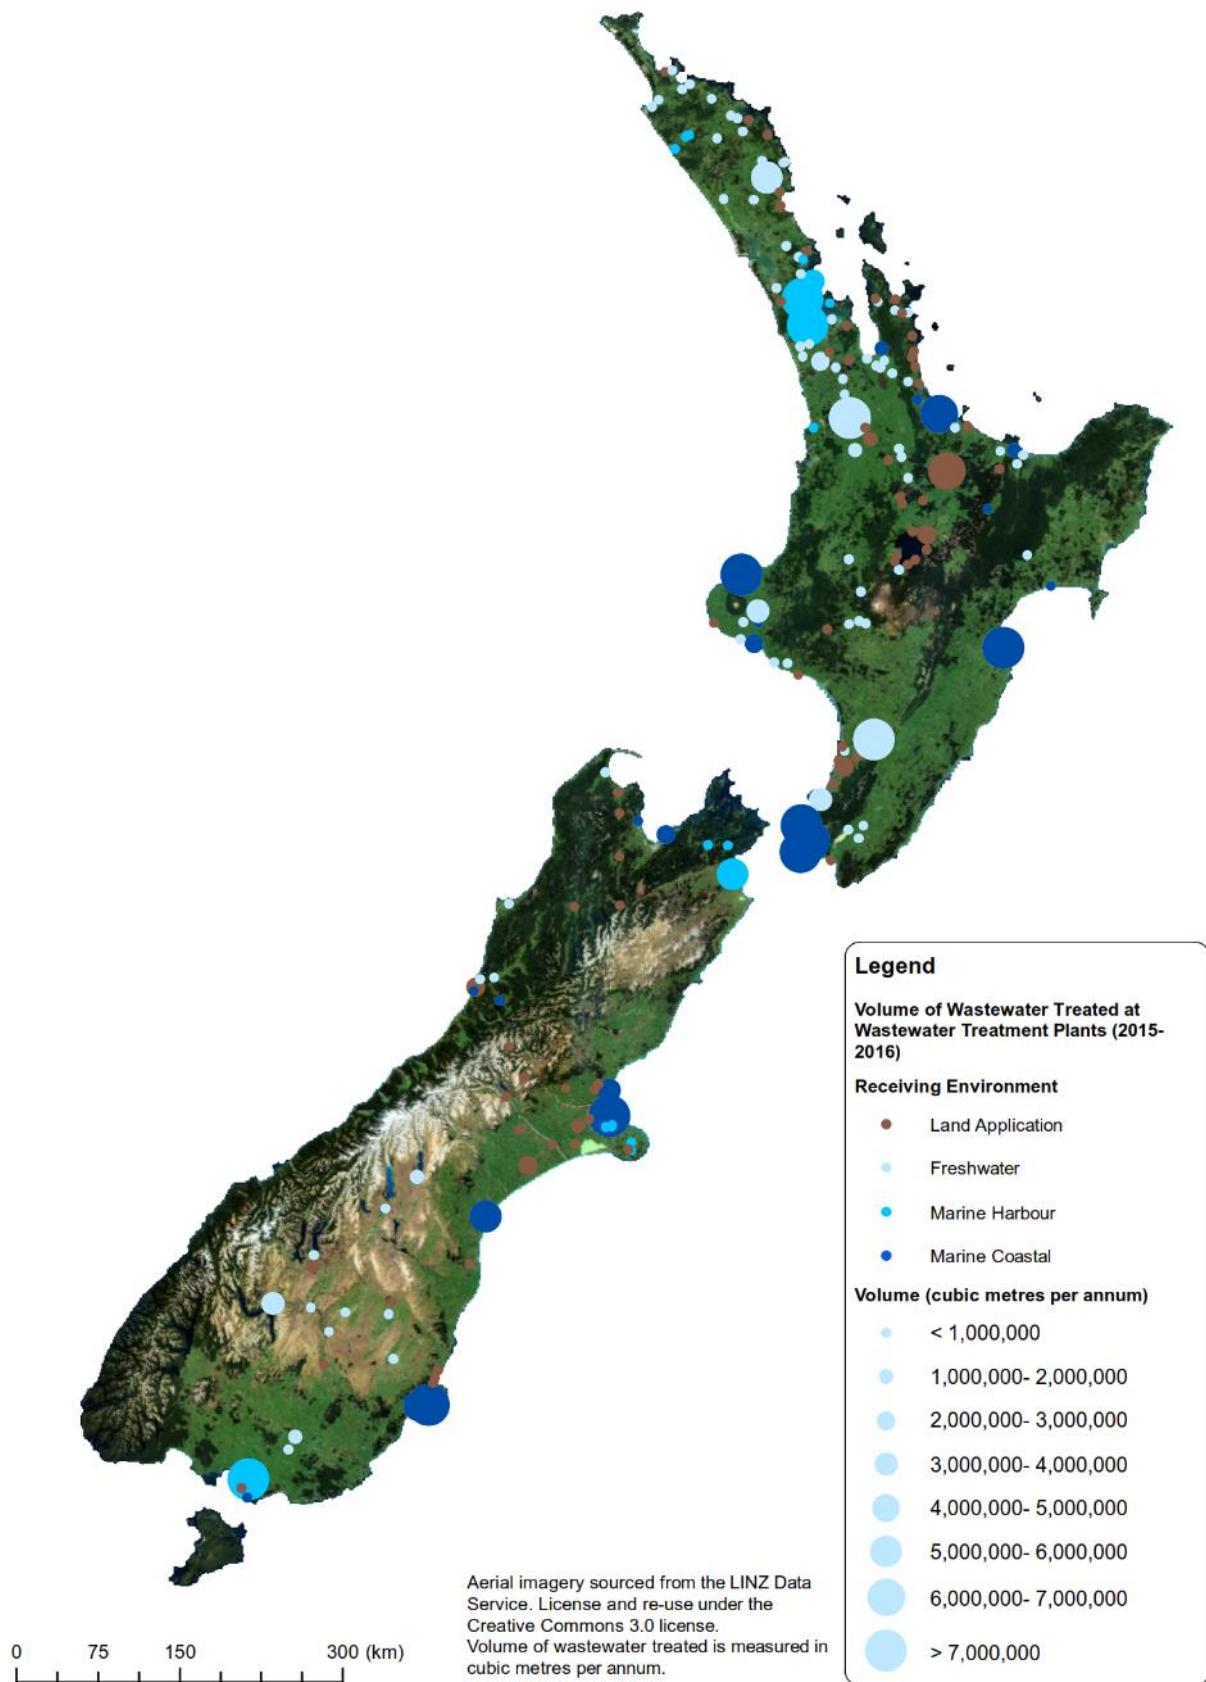 Legend
Volume of Wastewater Treated at
Wastewater Treatment Plants (2015-
2016)
Receiving Environment
Land Application
Freshwater
Marine Harbour
Marine Coastal
Volume (cubic metres per annum)
< 1,000,000
1,000,000- 2,000,000
2,000,000- 3,000,000
3,000,000- 4,000,000
4,000,000- 5,000,000
5,000,000- 6,000,000
6,000,000- 7,000,000
> 7,000,000
Aerial imagery sourced from the LINZ Data
Service. License and re-use under the
Creative Commons 3.0 license.
Volume of wastewater treated is measured in
cubic metres per annum.
0 75 150 300 (km)